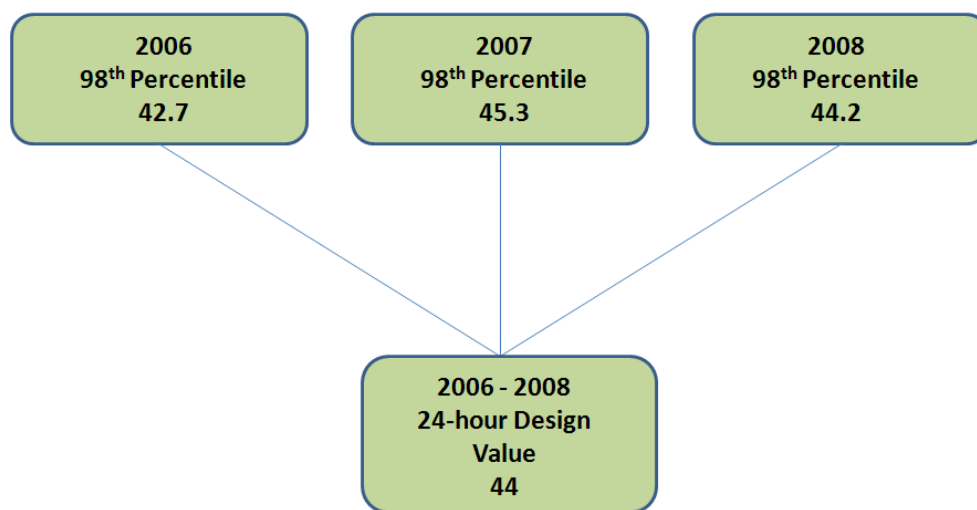 2006
98th Percentile
42.7
2007
98th Percentile
45.3
2008
98th Percentile
44.2
2006 - 2008
24-hour Design
Value
44